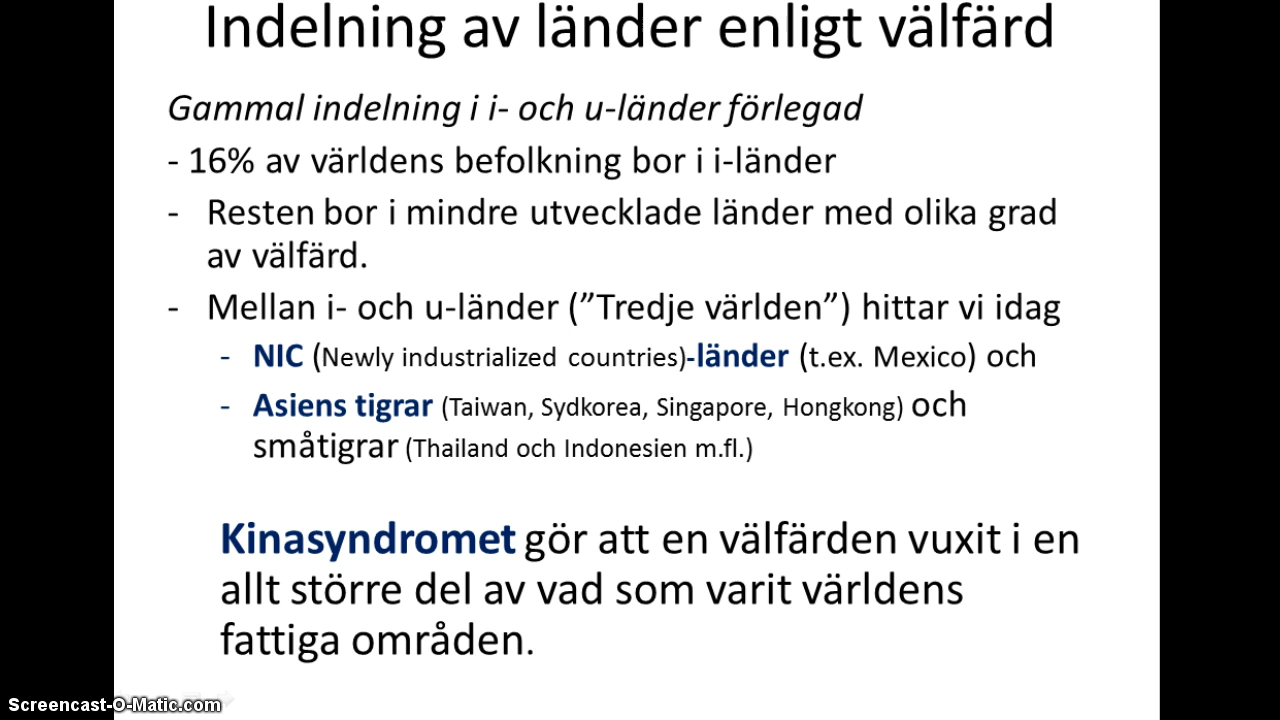 Indelning av länder enligt välfärd
Gammal indelning i i- och u-länder förlegad
- 16% av världens befolkning bor i i-länder
- Resten bor i mindre utvecklade länder med olika grad
av välfärd.
- Mellan i- och u-länder (”Tredje världen”) hittar vi idag
- NIC (Newly industrialized countries)-länder (t.ex. Mexico) och
- Asiens tigrar (Taiwan, Sydkorea, Singapore, Hongkong) och
småtigrar (Thailand och Indonesien m.fl.)
Kinasyndromet gör att en välfärden vuxit i en
allt större del av vad som varit världens
fattiga områden.
Screencast-O-Matic.com